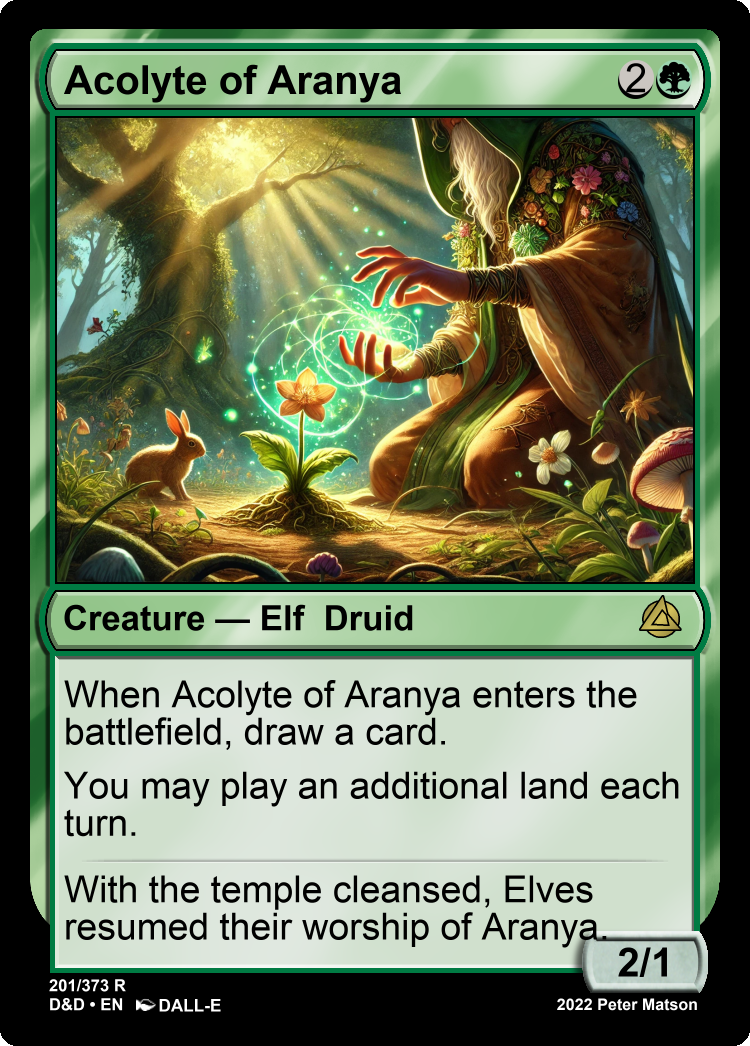 Acolyte of Aranya 2
Creature — Elf  Druid
When Acolyte of Aranya enters the
battlefield, draw a card.
You may play an additional land each
turn.
With the temple cleansed, Elves
resumed their worship of Aranya.
2/1
201/373 R
D&D • EN DALL-E
2022 Peter Matson